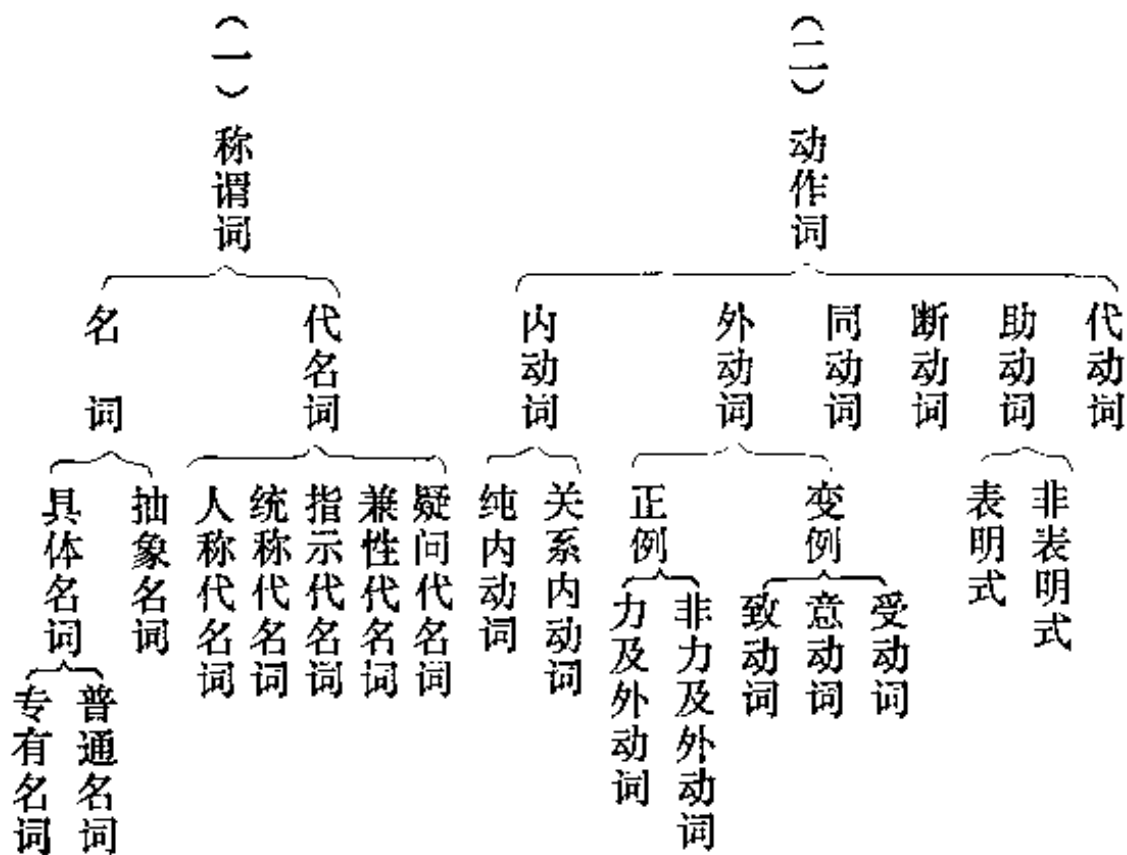 （一）称谓词
名词
具体名词
专有名词
普通名词
抽象名词
代名词
人称代名词
统称代名词
指示代名词
兼性代名词
疑问代名词
（二）动作词
内动词
纯内动词
关系内动词
外动词
正例
力及外动词
非力及外动词
变例
致动词
意动词
受动词
同动词
断动词
助动词
表明式
非表明式
代动词